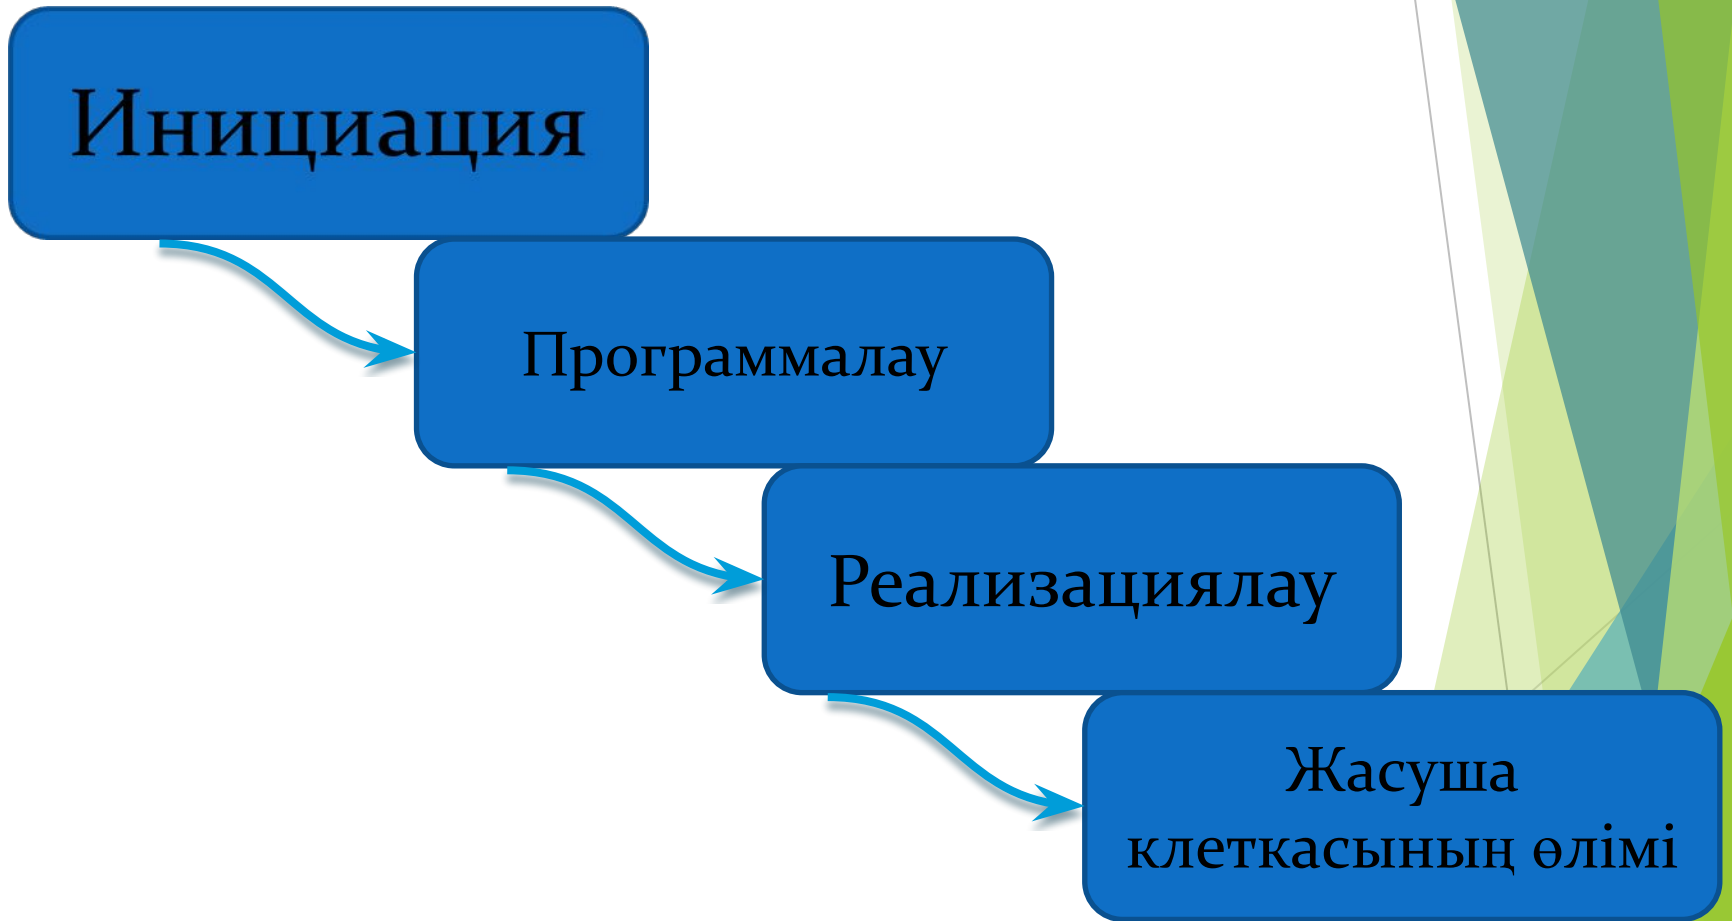 Инициация
Программалау
Реализациялау
Жасуша
клеткасының өлімі